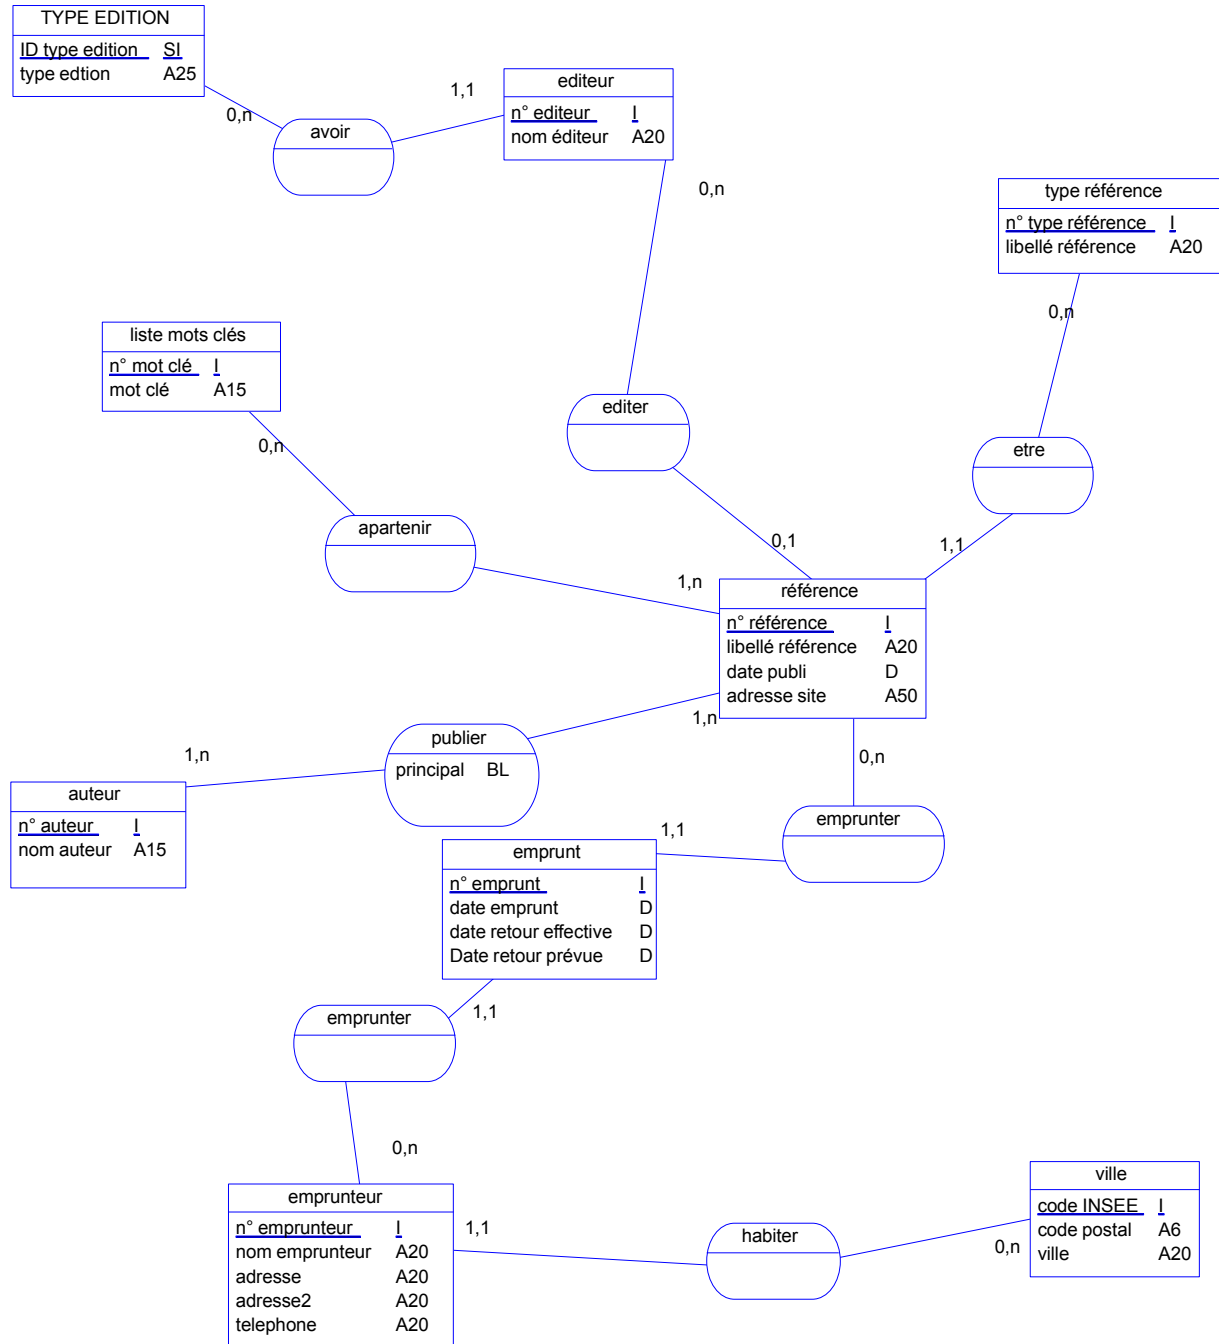 TYPE EDITION
ID type edition SI
type edtion A25
0,n
avoir
1,1
editeur
n° editeur I
nom éditeur A20
0,n
type référence
n° type référence I
libellé référence A20
0,n
liste mots clés
n° mot clé I
mot clé A15
0,n
editer
etre
apartenir
0,1
1,1
1,n
référence
n° référence I
libellé référence A20
date publi D
adresse site A50
1,n
publier
principal BL
1,n
0,n
auteur
n° auteur I
nom auteur A15
emprunter
1,1
emprunt
n° emprunt I
date emprunt D
date retour effective D
Date retour prévue D
1,1
emprunter
0,n
emprunteur
n° emprunteur I
nom emprunteur A20
adresse A20
adresse2 A20
telephone A20
1,1
habiter
0,n
ville
code INSEE I
code postal A6
ville A20